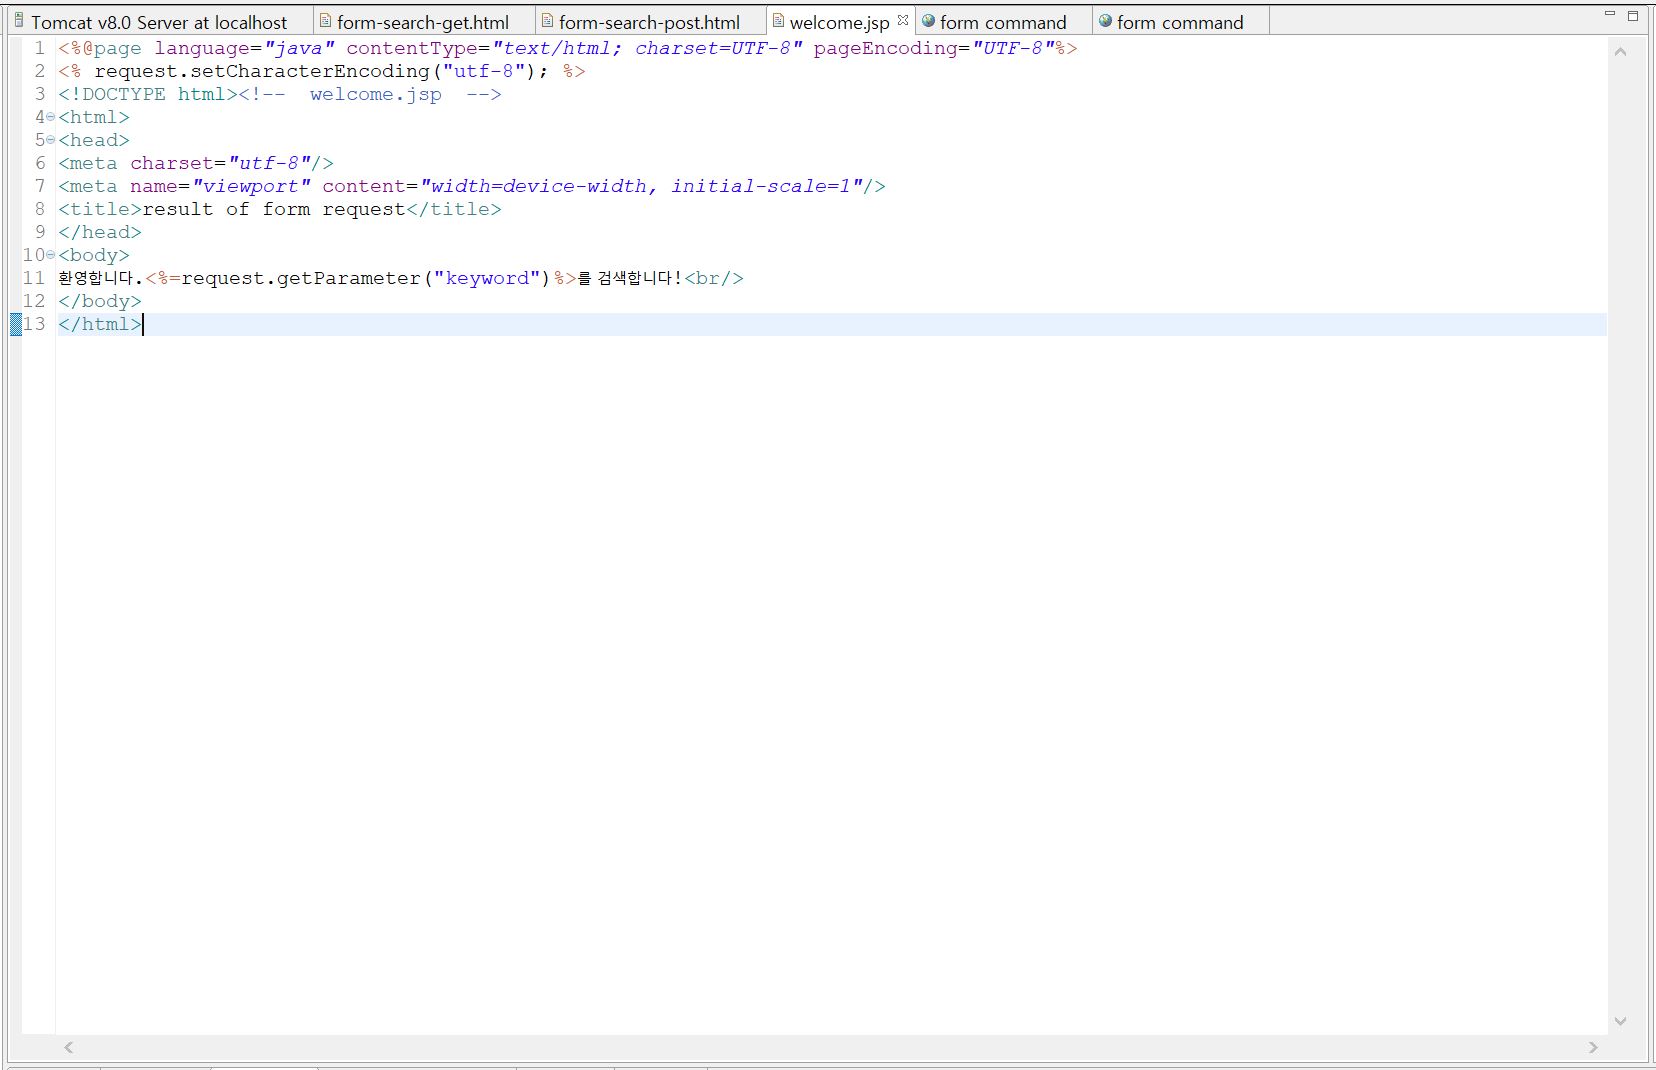 Tomcat v8.0 Server at localhost form-search-get.html form-search-post.html welcome.jsp form command form command
1 <%@page language="java" contentType="text/html; charset=UTF-8" pageEncoding="UTF-8"%>
2 <% request.setCharacterEncoding("utf-8"); %>
3 <!DOCTYPE html><!--  welcome.jsp  -->
4 <html>
5 <head>
6 <meta charset="utf-8"/>
7 <meta name="viewport" content="width=device-width, initial-scale=1"/>
8 <title>result of form request</title>
9 </head>
10 <body>
11 환영합니다.<%=request.getParameter("keyword")%>를 검색합니다!<br/>
12 </body>
13 </html>